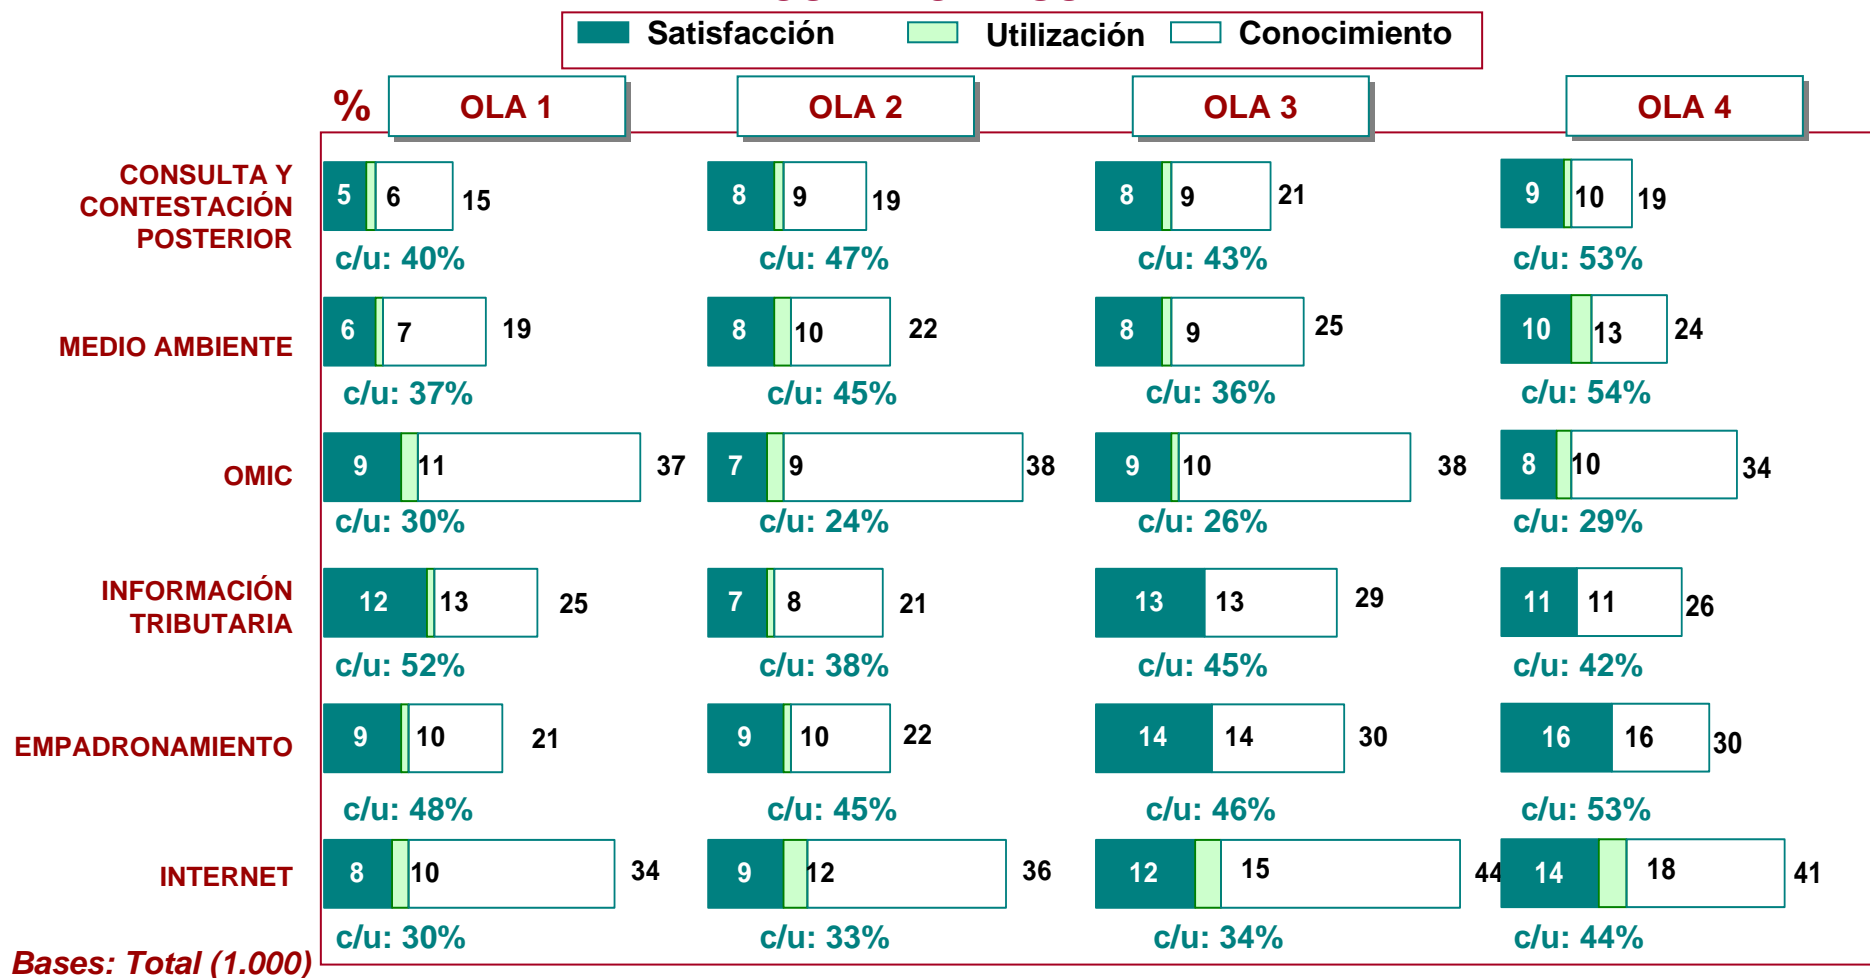 Satisfacción Utilización Conocimiento
% OLA 1 OLA 2 OLA 3 OLA 4
CONSULTA Y
CONTESTACIÓN
POSTERIOR
5 6 15 8 9 19 8 9 21 9 10 19
c/u: 40% c/u: 47% c/u: 43% c/u: 53%
MEDIO AMBIENTE
6 7 19 8 10 22 8 9 25 10 13 24
c/u: 37% c/u: 45% c/u: 36% c/u: 54%
OMIC
9 11 37 7 9 38 9 10 38 8 10 34
c/u: 30% c/u: 24% c/u: 26% c/u: 29%
INFORMACIÓN
TRIBUTARIA
12 13 25 7 8 21 13 13 29 11 11 26
c/u: 52% c/u: 38% c/u: 45% c/u: 42%
EMPADRONAMIENTO
9 10 21 9 10 22 14 14 30 16 16 30
c/u: 48% c/u: 45% c/u: 46% c/u: 53%
INTERNET
8 10 34 9 12 36 12 15 44 14 18 41
c/u: 30% c/u: 33% c/u: 34% c/u: 44%
Bases: Total (1.000)